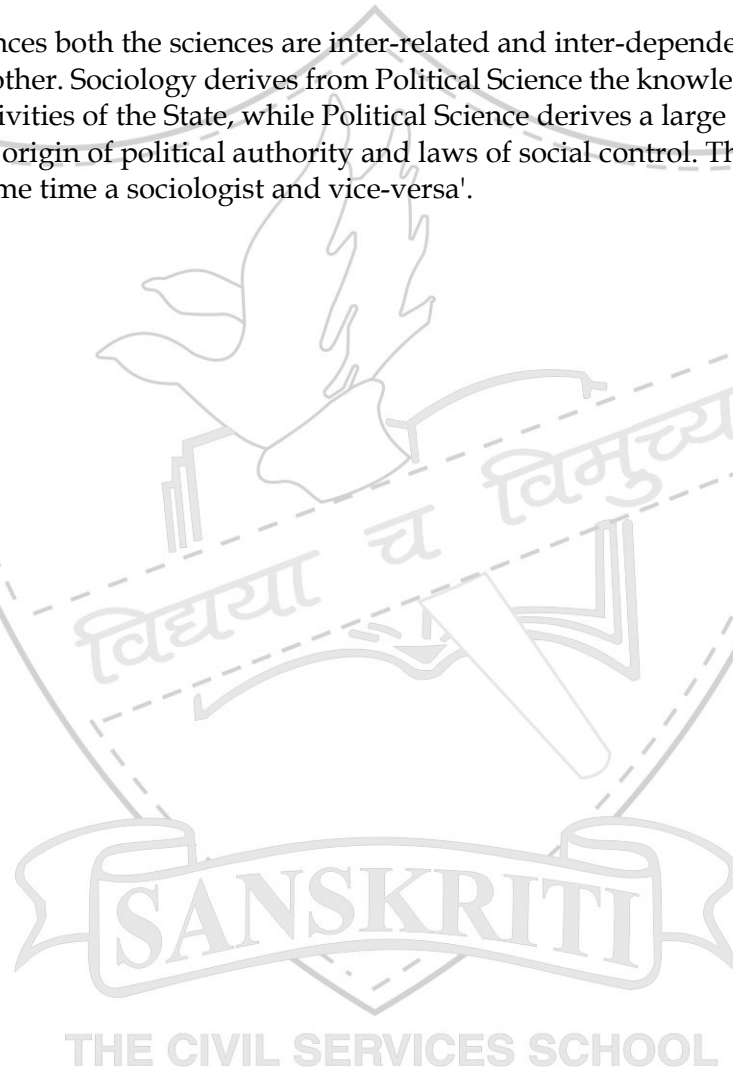 nces both the sciences are inter-related and inter-depende
other. Sociology derives from Political Science the knowle
ivities of the State, while Political Science derives a large
origin of political authority and laws of social control. Th
me time a sociologist and vice-versa'.
विद्यया च विमुच्य
SANSKRITI
THE CIVIL SERVICES SCHOOL